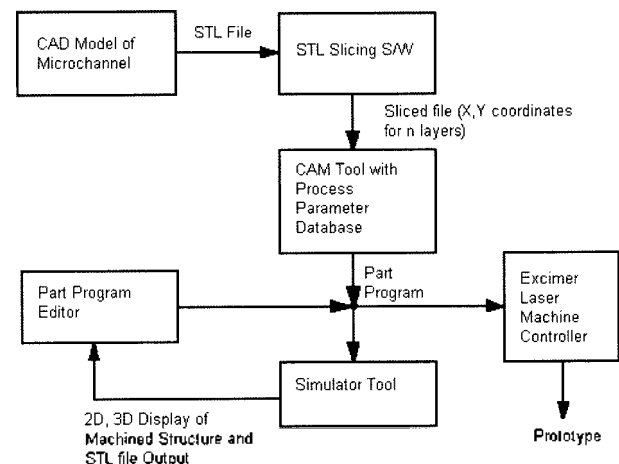 CAD Model of
Microchannel
STL File
STL Slicing S/W
Sliced file (X,Y coordinates
for n layers)
CAM Tool with
Process
Parameter
Database
Part
Program
Part Program
Editor
Excimer
Laser
Machine
Controller
Simulator Tool
2D, 3D Display of
Machined Structure and
STL file Output
Prototype